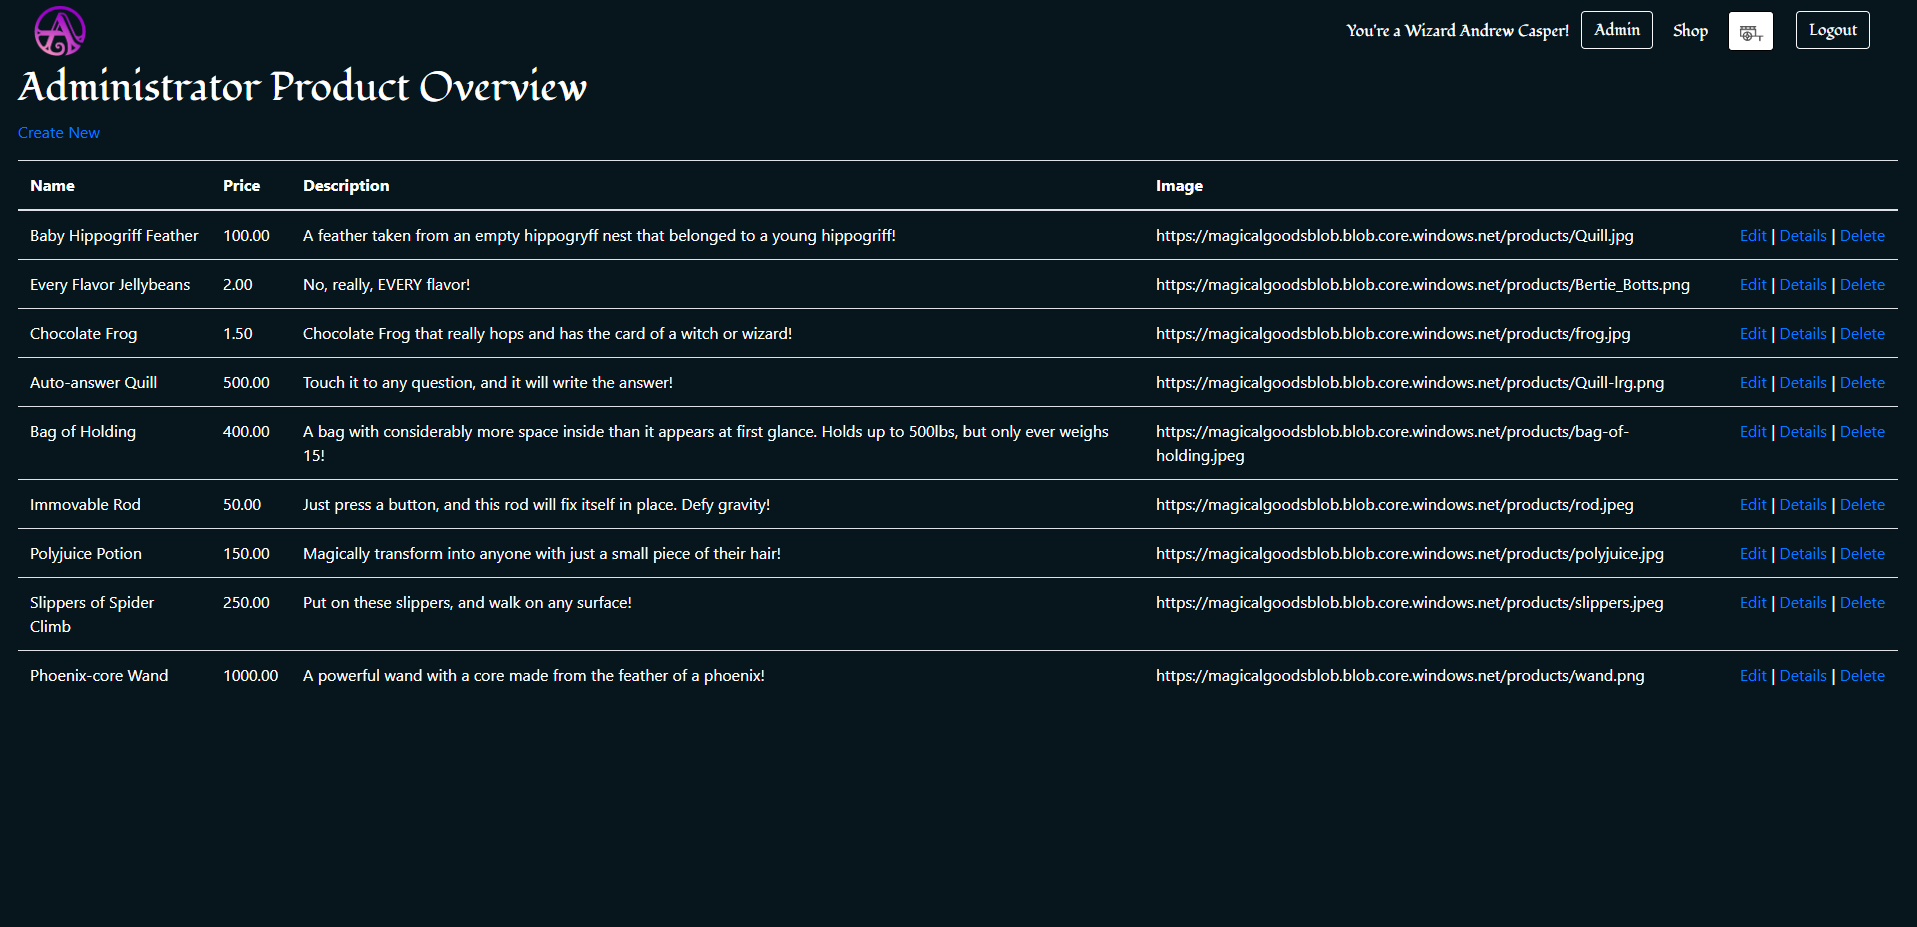 You're a Wizard Andrew Casper! Admin Shop Logout
Administrator Product Overview
Create New
Name Price Description Image
Baby Hippogriff Feather 100.00 A feather taken from an empty hippogryff nest that belonged to a young hippogriff! https://magicalgoodsblob.blob.core.windows.net/products/Quill.jpg Edit | Details | Delete
Every Flavor Jellybeans 2.00 No, really, EVERY flavor! https://magicalgoodsblob.blob.core.windows.net/products/Bertie_Botts.png Edit | Details | Delete
Chocolate Frog 1.50 Chocolate Frog that really hops and has the card of a witch or wizard! https://magicalgoodsblob.blob.core.windows.net/products/frog.jpg Edit | Details | Delete
Auto-answer Quill 500.00 Touch it to any question, and it will write the answer! https://magicalgoodsblob.blob.core.windows.net/products/Quill-lrg.png Edit | Details | Delete
Bag of Holding 400.00 A bag with considerably more space inside than it appears at first glance. Holds up to 500lbs, but only ever weighs https://magicalgoodsblob.blob.core.windows.net/products/bag-of- Edit | Details | Delete
15! holding.jpeg
Immovable Rod 50.00 Just press a button, and this rod will fix itself in place. Defy gravity! https://magicalgoodsblob.blob.core.windows.net/products/rod.jpeg Edit | Details | Delete
Polyjuice Potion 150.00 Magically transform into anyone with just a small piece of their hair! https://magicalgoodsblob.blob.core.windows.net/products/polyjuice.jpg Edit | Details | Delete
Slippers of Spider 250.00 Put on these slippers, and walk on any surface! https://magicalgoodsblob.blob.core.windows.net/products/slippers.jpeg Edit | Details | Delete
Climb
Phoenix-core Wand 1000.00 A powerful wand with a core made from the feather of a phoenix! https://magicalgoodsblob.blob.core.windows.net/products/wand.png Edit | Details | Delete